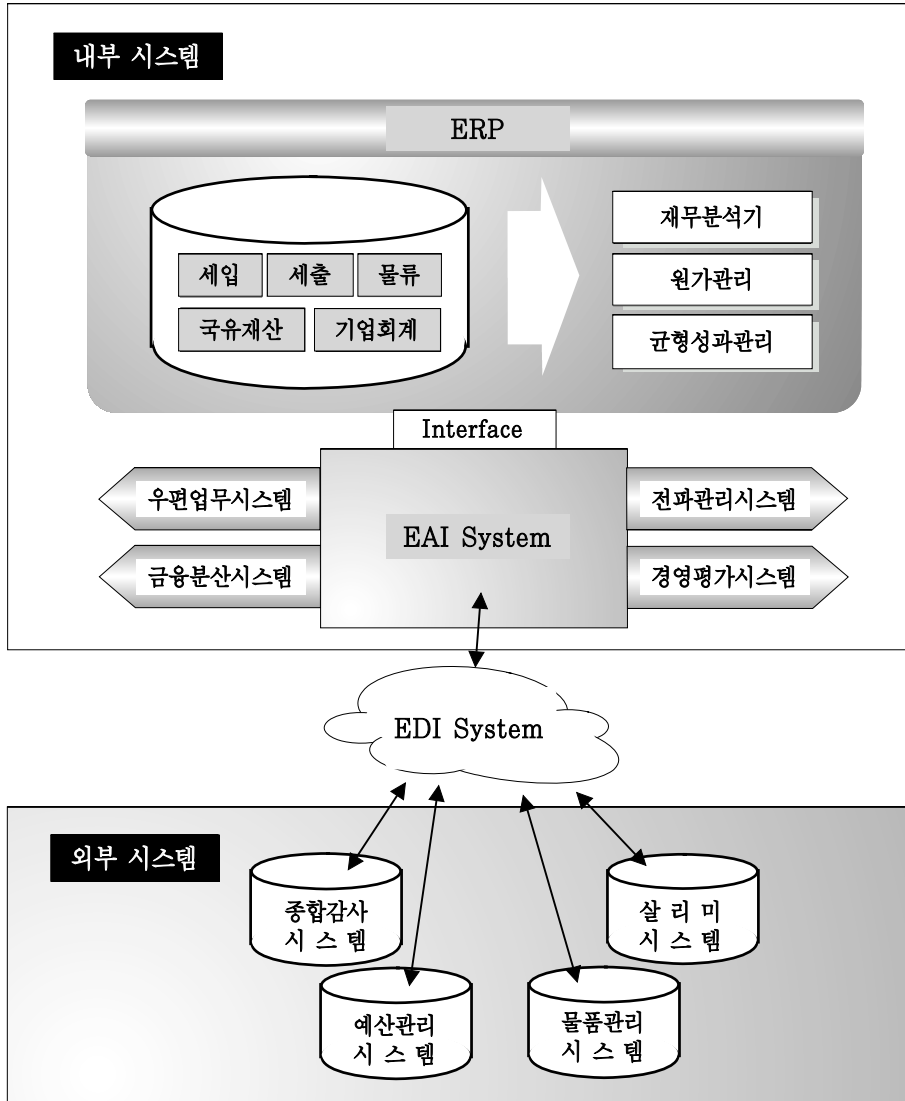 내부 시스템
ERP
세입 세출 물류
국유재산 기업회계
재무분석기
원가관리
균형성과관리
Interface
EAI System
우편업무시스템
금융분산시스템
전파관리시스템
경영평가시스템
EDI System
외부 시스템
종합감사
시 스 템
살 리 미
시 스 템
예산관리
시 스 템
물품관리
시 스 템